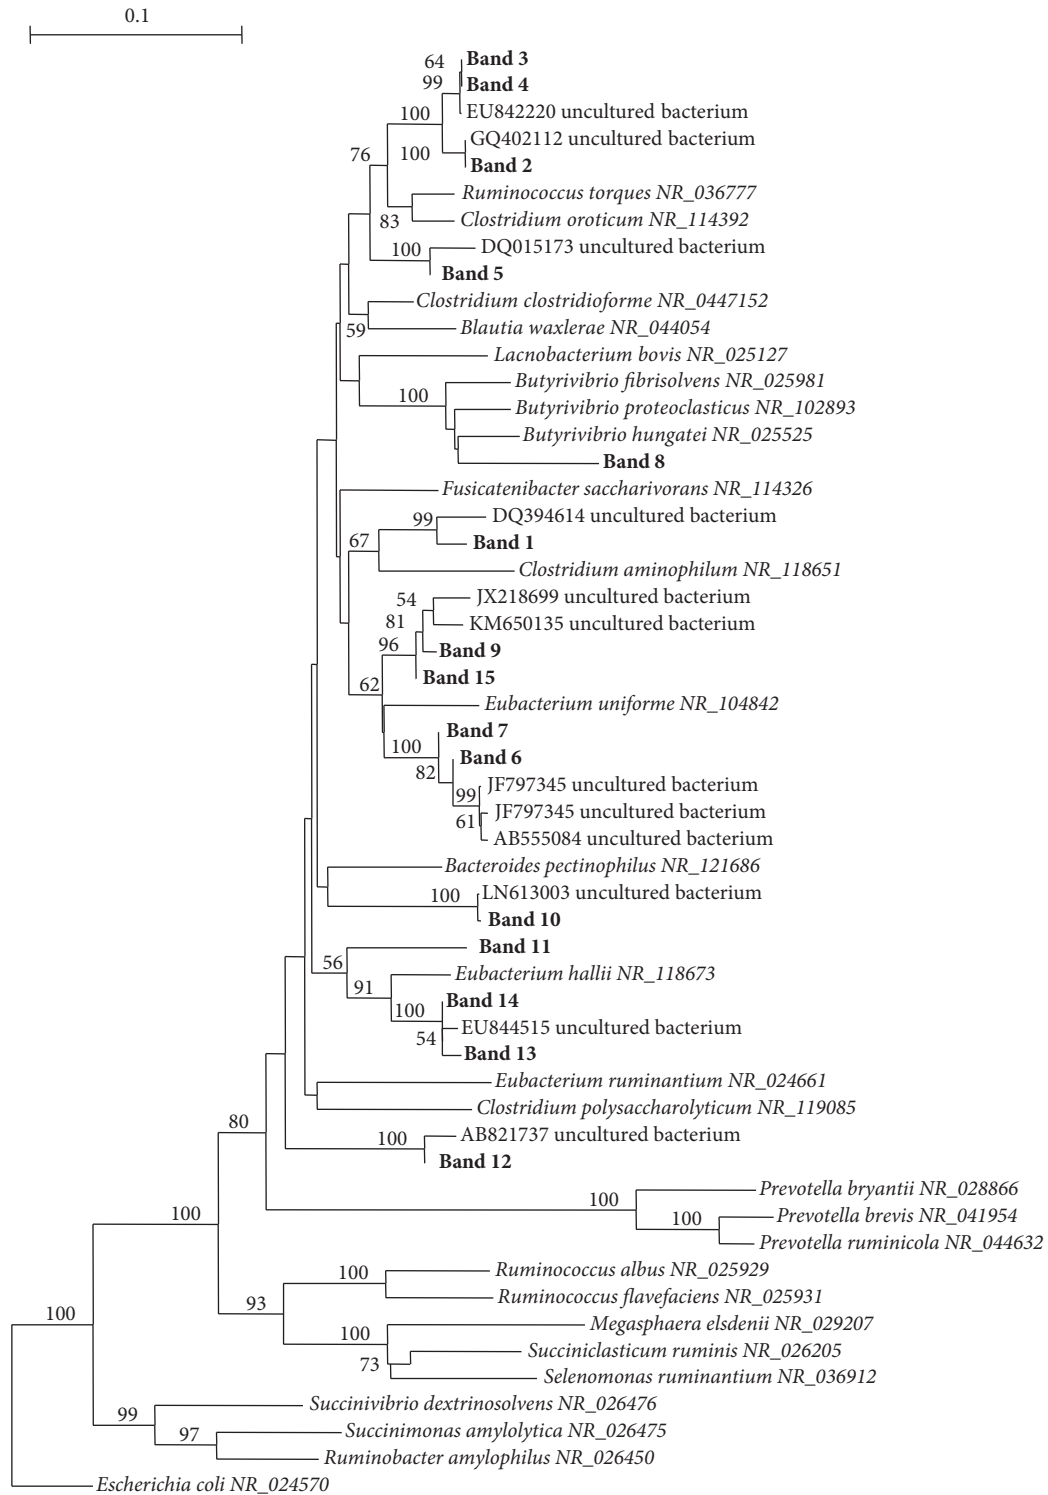 0.1
64
Band 3
99
Band 4
100
EU842220 uncultured bacterium
GQ402112 uncultured bacterium
76
100
Band 2
Ruminococcus torques NR_036777
83
Clostridium oroticum NR_114392
100
DQ015173 uncultured bacterium
Band 5
Clostridium clostridioforme NR_0447152
59
Blautia waxlerae NR_044054
Lacnobacterium bovis NR_025127
Butyrivibrio fibrisolvens NR_025981
100
Butyrivibrio proteoclasticus NR_102893
Butyrivibrio hungatei NR_025525
Band 8
Fusicatenibacter saccharivorans NR_114326
99
DQ394614 uncultured bacterium
67
Band 1
Clostridium aminophilum NR_118651
54
JX218699 uncultured bacterium
81
KM650135 uncultured bacterium
96
Band 9
62
Band 15
Eubacterium uniforme NR_104842
Band 7
100
Band 6
82
JF797345 uncultured bacterium
99
JF797345 uncultured bacterium
61
AB555084 uncultured bacterium
Bacteroides pectinophilus NR_121686
100
LN613003 uncultured bacterium
Band 10
Band 11
56
Eubacterium hallii NR_118673
91
Band 14
100
EU844515 uncultured bacterium
54
Band 13
Eubacterium ruminantium NR_024661
Clostridium polysaccharolyticum NR_119085
80
100
AB821737 uncultured bacterium
Band 12
Prevotella bryantii NR_028866
100
100
100
Prevotella brevis NR_041954
Prevotella ruminicola NR_044632
100
Ruminococcus albus NR_025929
93
Ruminococcus flavefaciens NR_025931
100
100
Megasphaera elsdenii NR_029207
Succiniclasticum ruminis NR_026205
73
Selenomonas ruminantium NR_036912
Succinivibrio dextrinosolvens NR_026476
99
97
Succinimonas amylolytica NR_026475
Ruminobacter amylophilus NR_026450
Escherichia coli NR_024570